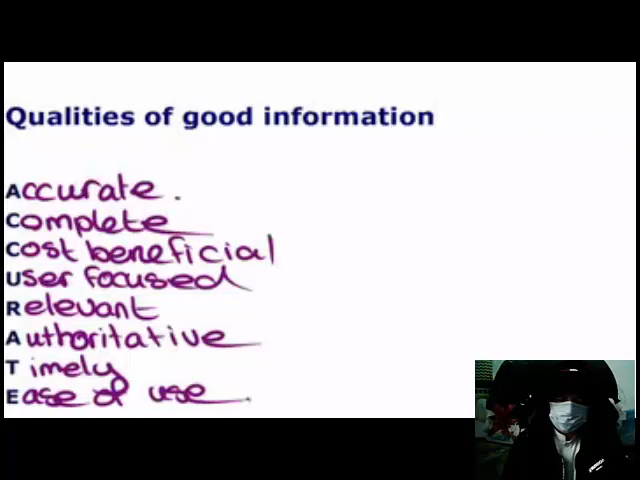 Qualities of good information
Accurate.
Complete
Cost beneficial
User focused
Relevant
Authoritative
Timely
Ease of use.